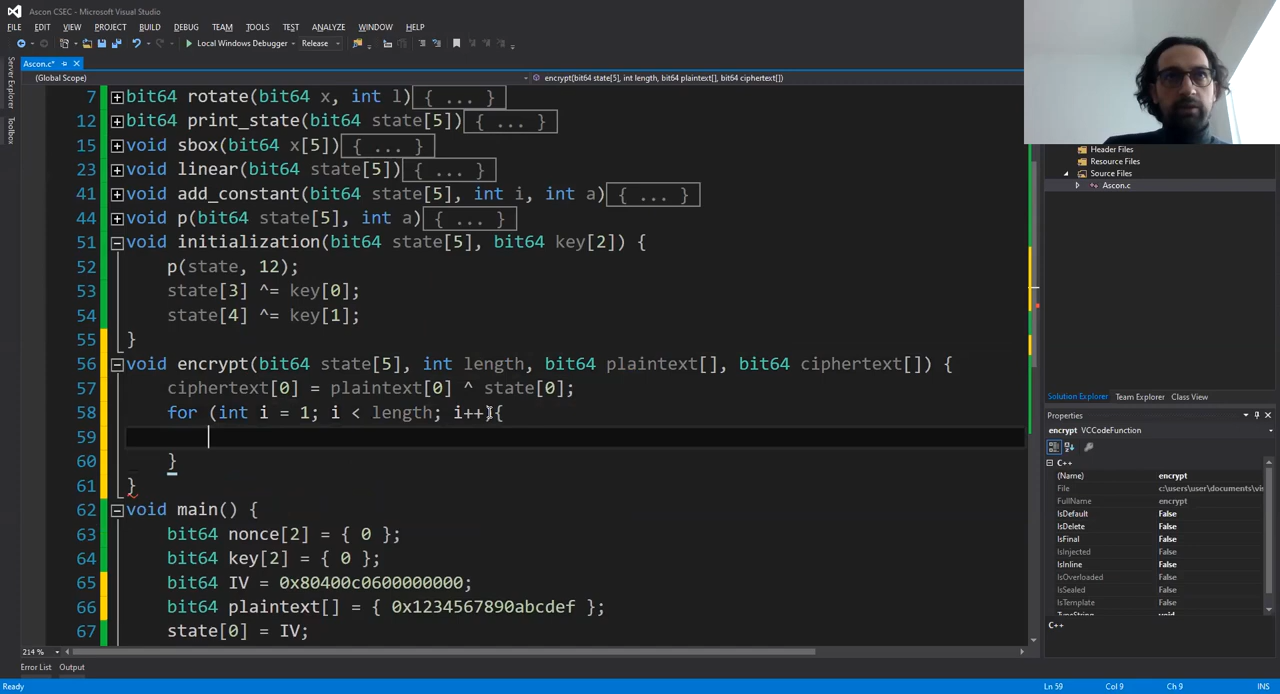 Ascon CSEC - Microsoft Visual Studio
FILE EDIT VIEW PROJECT BUILD DEBUG TEAM TOOLS TEST ANALYZE WINDOW HELP
Local Windows Debugger Release
Ascon.c*
(Global Scope) encrypt(bit64 state[5], int length, bit64 plaintext[], bit64 ciphertext[])
Server Explorer
Toolbox
7 bit64 rotate(bit64 x, int l){ ... }
12 bit64 print_state(bit64 state[5]){ ... }
15 void sbox(bit64 x[5]){ ... }
23 void linear(bit64 state[5]){ ... }
41 void add_constant(bit64 state[5], int i, int a){ ... }
44 void p(bit64 state[5], int a){ ... }
51 void initialization(bit64 state[5], bit64 key[2]) {
52 p(state, 12);
53 state[3] ^= key[0];
54 state[4] ^= key[1];
55 }
56 void encrypt(bit64 state[5], int length, bit64 plaintext[], bit64 ciphertext[]) {
57 ciphertext[0] = plaintext[0] ^ state[0];
58 for (int i = 1; i < length; i++){
59
60 }
61 }
62 void main() {
63 bit64 nonce[2] = { 0 };
64 bit64 key[2] = { 0 };
65 bit64 IV = 0x80400c0600000000;
66 bit64 plaintext[] = { 0x1234567890abcdef };
67 state[0] = IV;
214 %
Header Files
Resource Files
Source Files
Ascon.c
Solution Explorer Team Explorer Class View
Properties
encrypt VCCodeFunction
C++
(Name) encrypt
File c:\users\user\documents\vis
FullName encrypt
IsDefault False
IsDelete False
IsFinal False
IsInjected False
IsInline False
IsOverloaded False
IsSealed False
IsTemplate False
TypeString void
C++
Error List Output
Ready Ln 59 Col 9 Ch 9 INS